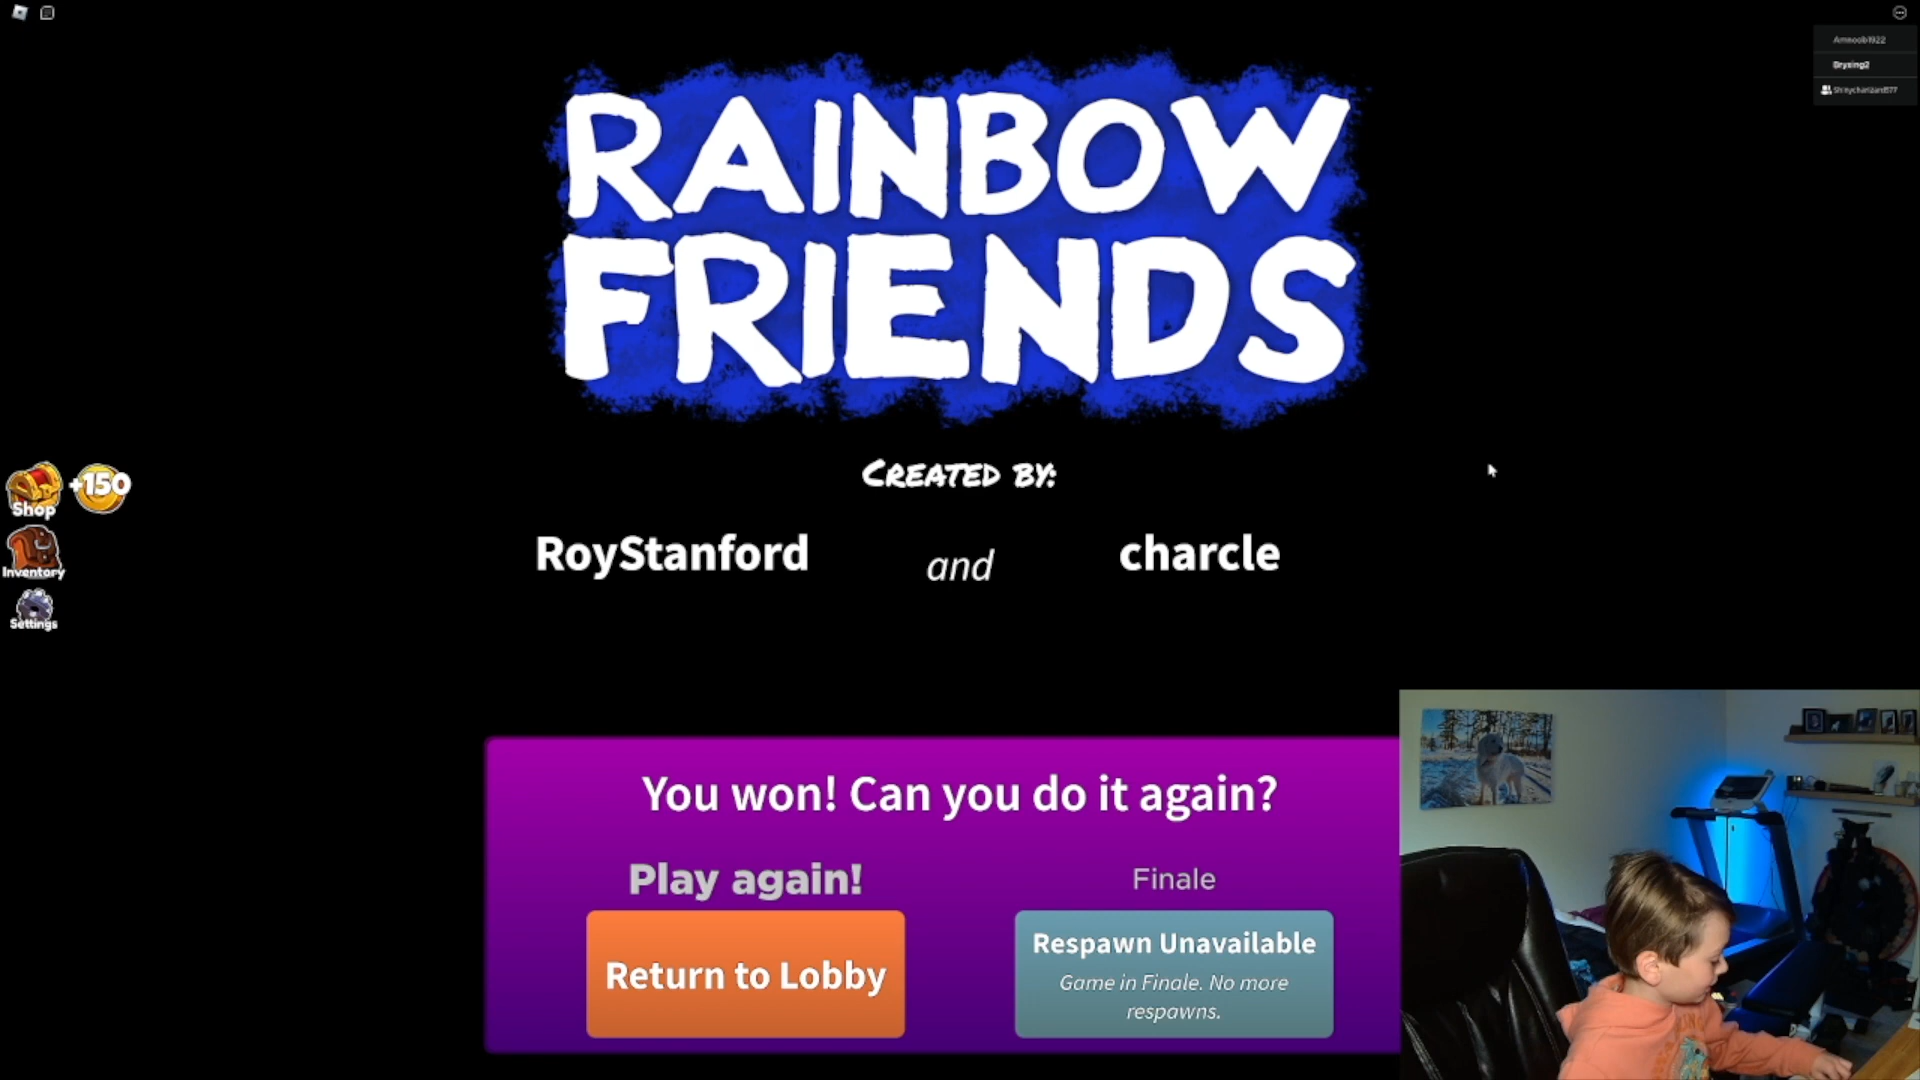 Bryxing2
RAINBOW
FRIENDS
CREATED BY:
RoyStanford and charcle
+150
Shop
Inventory
Settings
You won! Can you do it again?
Play again!
Finale
Return to Lobby
Respawn Unavailable
Game in Finale. No more
respawns.